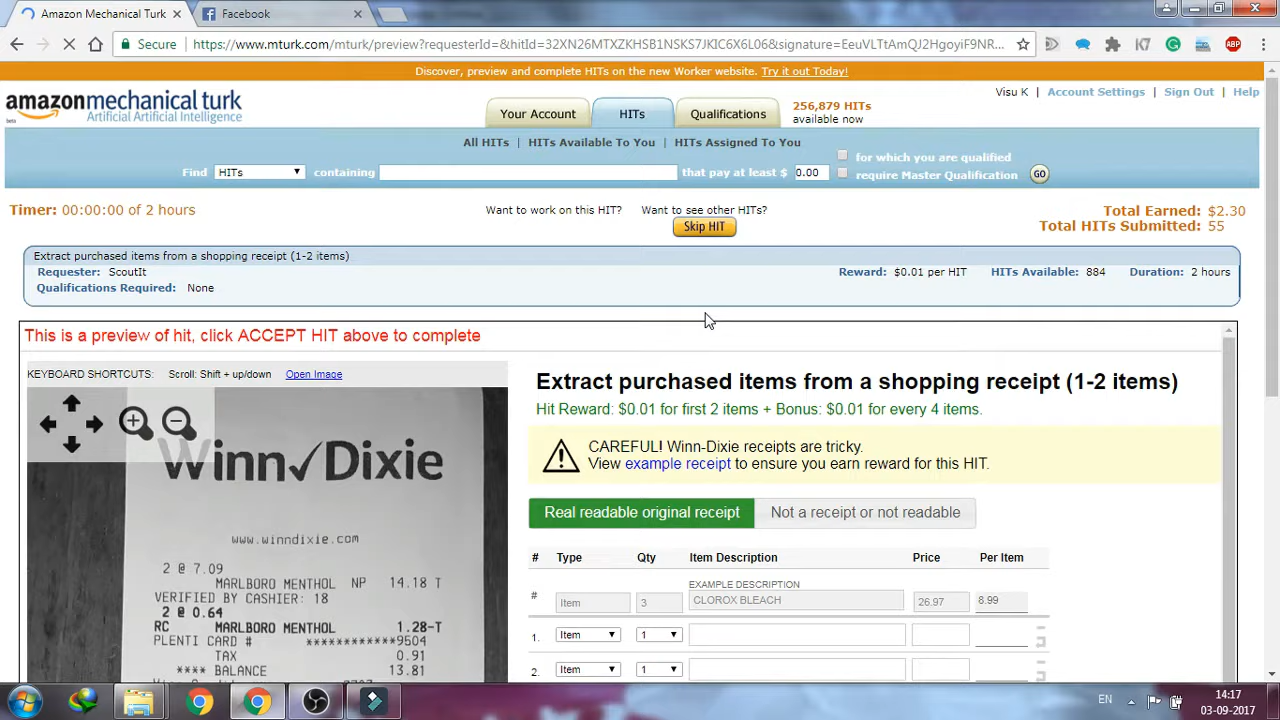 Amazon Mechanical Turk
Facebook
Secure https://www.mturk.com/mturk/preview?requesterId=&hitId=32XN26MTXZKHSB1NSKS7JKIC6X6L06&signature=EeuVLTtAmQJ2HgoyiF9NR...
Discover, preview and complete HITs on the new Worker website. Try it out Today!
Visu K | Account Settings | Sign Out | Help
amazonmechanical turk
beta Artificial Artificial Intelligence
Your Account HITs Qualifications
256,879 HITs
available now
All HITs | HITs Available To You | HITs Assigned To You
Find HITs containing that pay at least $ 0.00
for which you are qualified
require Master Qualification GO
Timer: 00:00:00 of 2 hours
Want to work on this HIT? Want to see other HITs?
Skip HIT
Total Earned: $2.30
Total HITs Submitted: 55
Extract purchased items from a shopping receipt (1-2 items)
Requester: ScoutIt Reward: $0.01 per HIT HITs Available: 884 Duration: 2 hours
Qualifications Required: None
This is a preview of hit, click ACCEPT HIT above to complete
KEYBOARD SHORTCUTS: Scroll: Shift + up/down Open Image
Winn Dixie
www.winndixie.com
2 @ 7.09
MARLBORO MENTHOL NP 14.18 T
VERIFIED BY CASHIER: 18
2 @ 0.64
RC MARLBORO MENTHOL 1.28-T
PLENTI CARD # ************9504
TAX 0.91
**** BALANCE 13.81
Extract purchased items from a shopping receipt (1-2 items)
Hit Reward: $0.01 for first 2 items + Bonus: $0.01 for every 4 items.
CAREFUL! Winn-Dixie receipts are tricky.
View example receipt to ensure you earn reward for this HIT.
Real readable original receipt Not a receipt or not readable
# Type Qty Item Description Price Per Item
EXAMPLE DESCRIPTION
# Item 3 CLOROX BLEACH 26.97 8.99
1. Item 1
2. Item 1
EN
14:17
03-09-2017